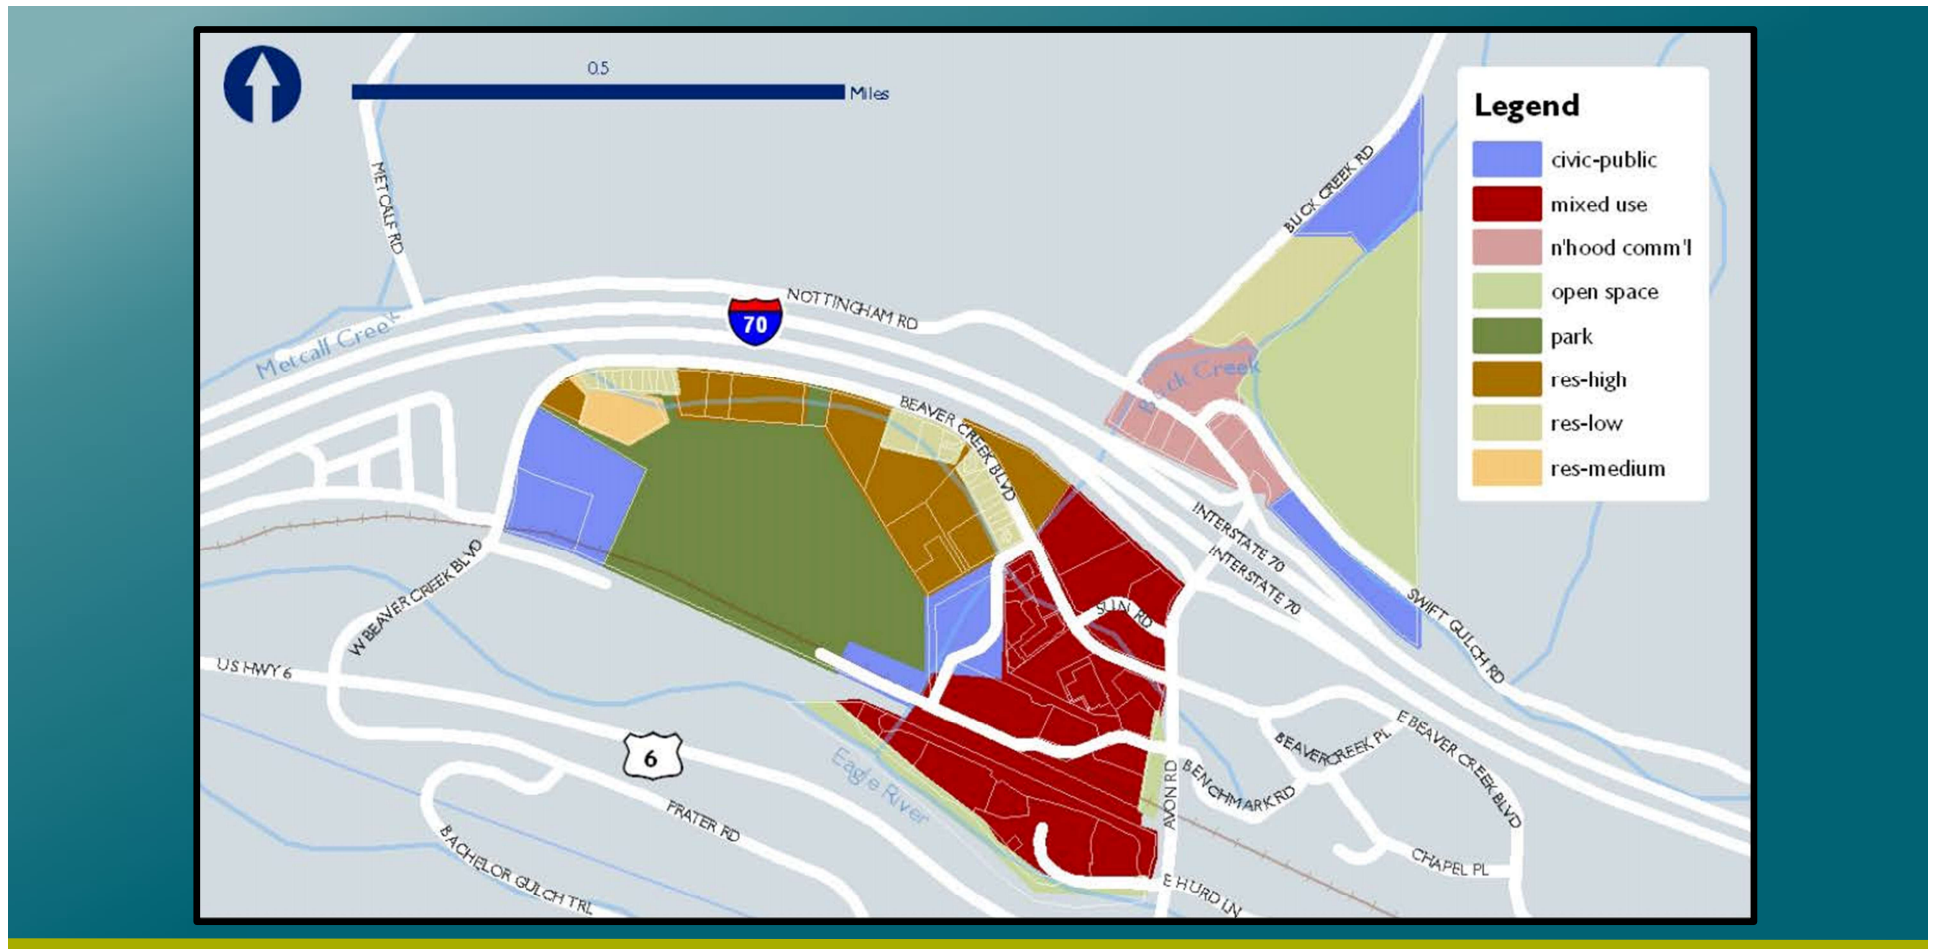 0.5
Miles
Legend
civic-public
mixed use
n'hood comm'l
open space
park
res-high
res-low
res-medium
METCALF RD
BUCK CREEK RD
NOTTINGHAM RD
70
Metcalf Creek
Buck Creek
BEAVER CREEK BLVD
INTERSTATE 70
INTERSTATE 70
SUN RD
SWIFT GULCH RD
W BEAVER CREEK BLVD
US HWY 6
6
Eagle River
PRATER RD
BACHELOR GULCH TRL
AVON RD
BENCHMARK RD
BEAVERCREEK PL
E BEAVER CREEK BLVD
CHAPEL PL
E HURD LN